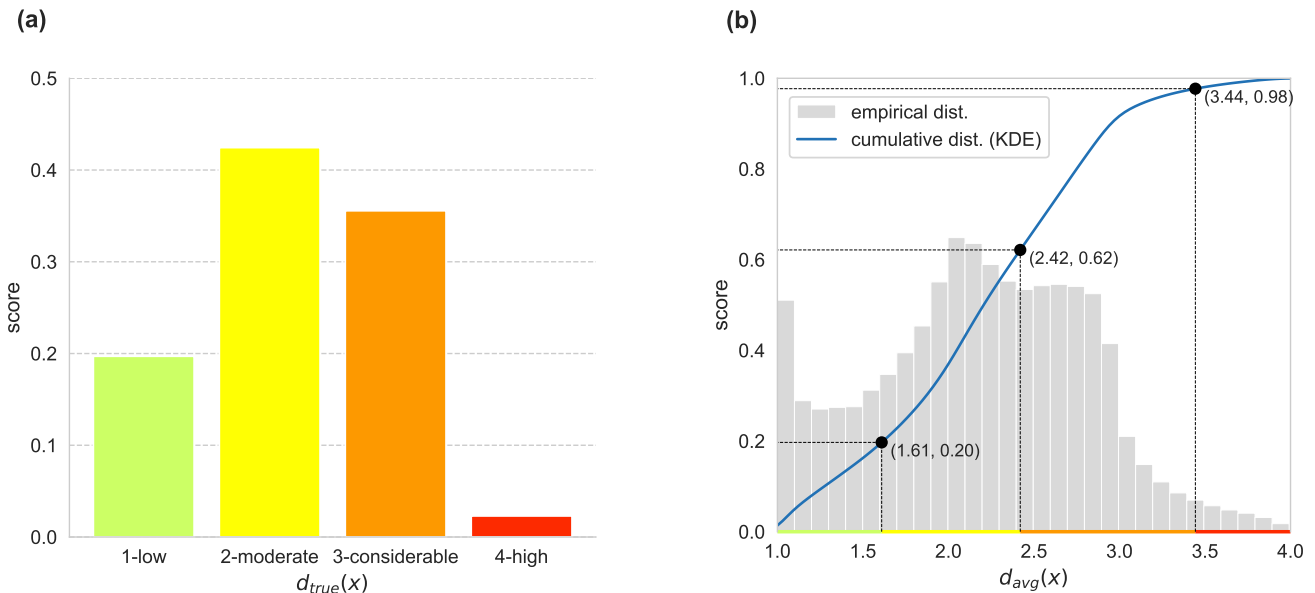 (a)
0.5
0.4
0.3
0.2
0.1
0.0
score
1-low
2-moderate
3-considerable
4-high
d_true(x)
(b)
1.0
0.8
0.6
0.4
0.2
0.0
score
empirical dist.
cumulative dist. (KDE)
(3.44, 0.98)
(2.42, 0.62)
(1.61, 0.20)
1.0
1.5
2.0
2.5
3.0
3.5
4.0
d_avg(x)